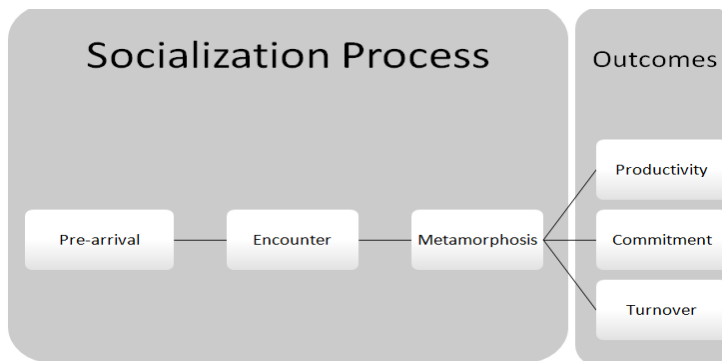 Socialization Process
Outcomes
Productivity
Pre-arrival
Encounter
Metamorphosis
Commitment
Turnover